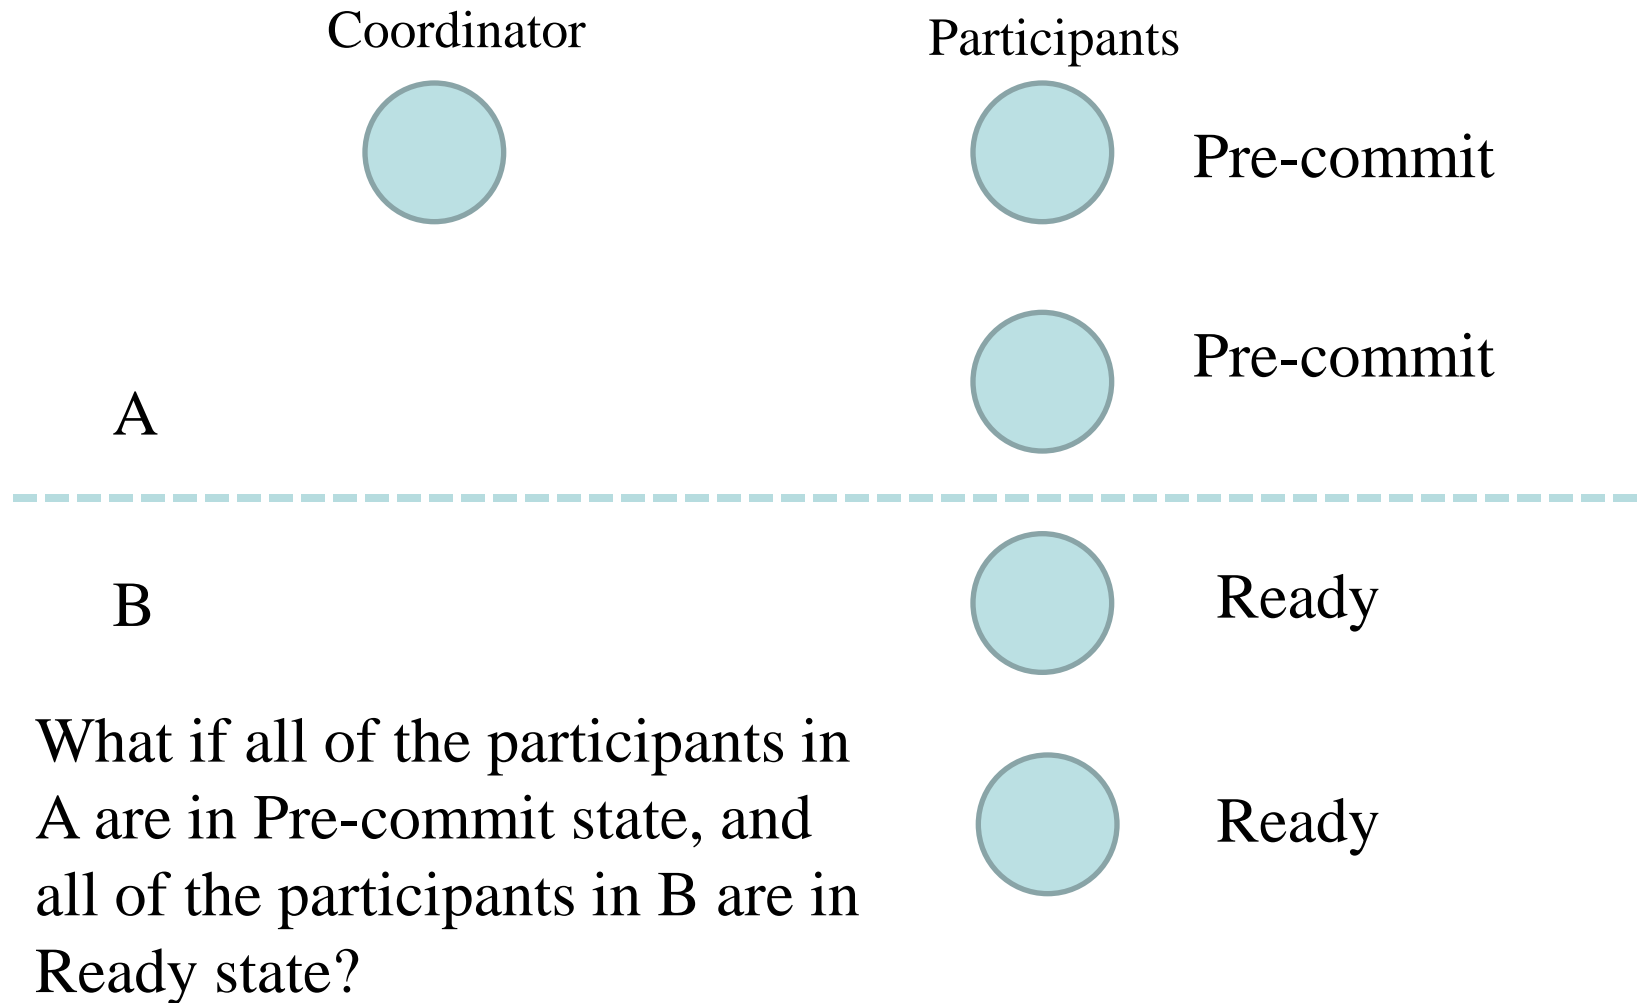 Coordinator
Participants
Pre-commit
Pre-commit
A
B
Ready
What if all of the participants in
A are in Pre-commit state, and
all of the participants in B are in
Ready state?
Ready